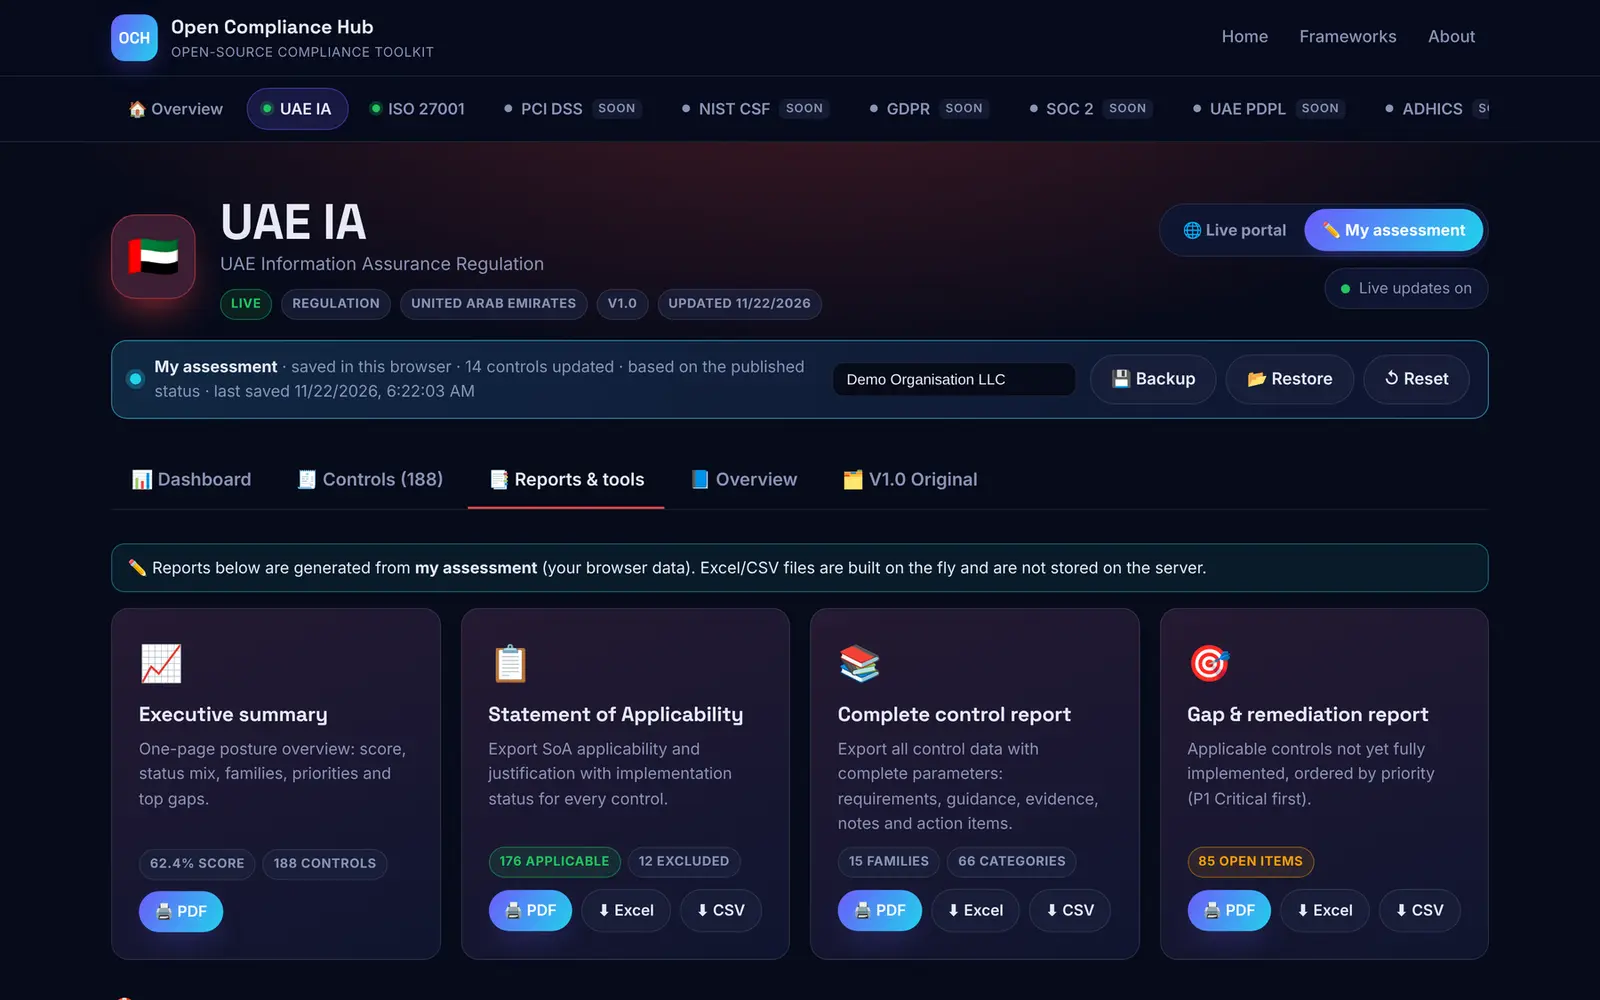 OCH
Open Compliance Hub
OPEN-SOURCE COMPLIANCE TOOLKIT
Home
Frameworks
About
Overview
UAE IA
ISO 27001
PCI DSS SOON
NIST CSF SOON
GDPR SOON
SOC 2 SOON
UAE PDPL SOON
ADHICS
UAE IA
UAE Information Assurance Regulation
LIVE
REGULATION
UNITED ARAB EMIRATES
V1.0
UPDATED 11/22/2026
Live portal
My assessment
Live updates on
My assessment · saved in this browser · 14 controls updated · based on the published
status · last saved 11/22/2026, 6:22:03 AM
Demo Organisation LLC
Backup
Restore
Reset
Dashboard
Controls (188)
Reports & tools
Overview
V1.0 Original
Reports below are generated from my assessment (your browser data). Excel/CSV files are built on the fly and are not stored on the server.
Executive summary
One-page posture overview: score,
status mix, families, priorities and
top gaps.
62.4% SCORE
188 CONTROLS
PDF
Statement of Applicability
Export SoA applicability and
justification with implementation
status for every control.
176 APPLICABLE
12 EXCLUDED
PDF
Excel
CSV
Complete control report
Export all control data with
complete parameters:
requirements, guidance, evidence,
notes and action items.
15 FAMILIES
66 CATEGORIES
PDF
Excel
CSV
Gap & remediation report
Applicable controls not yet fully
implemented, ordered by priority
(P1 Critical first).
85 OPEN ITEMS
PDF
Excel
CSV